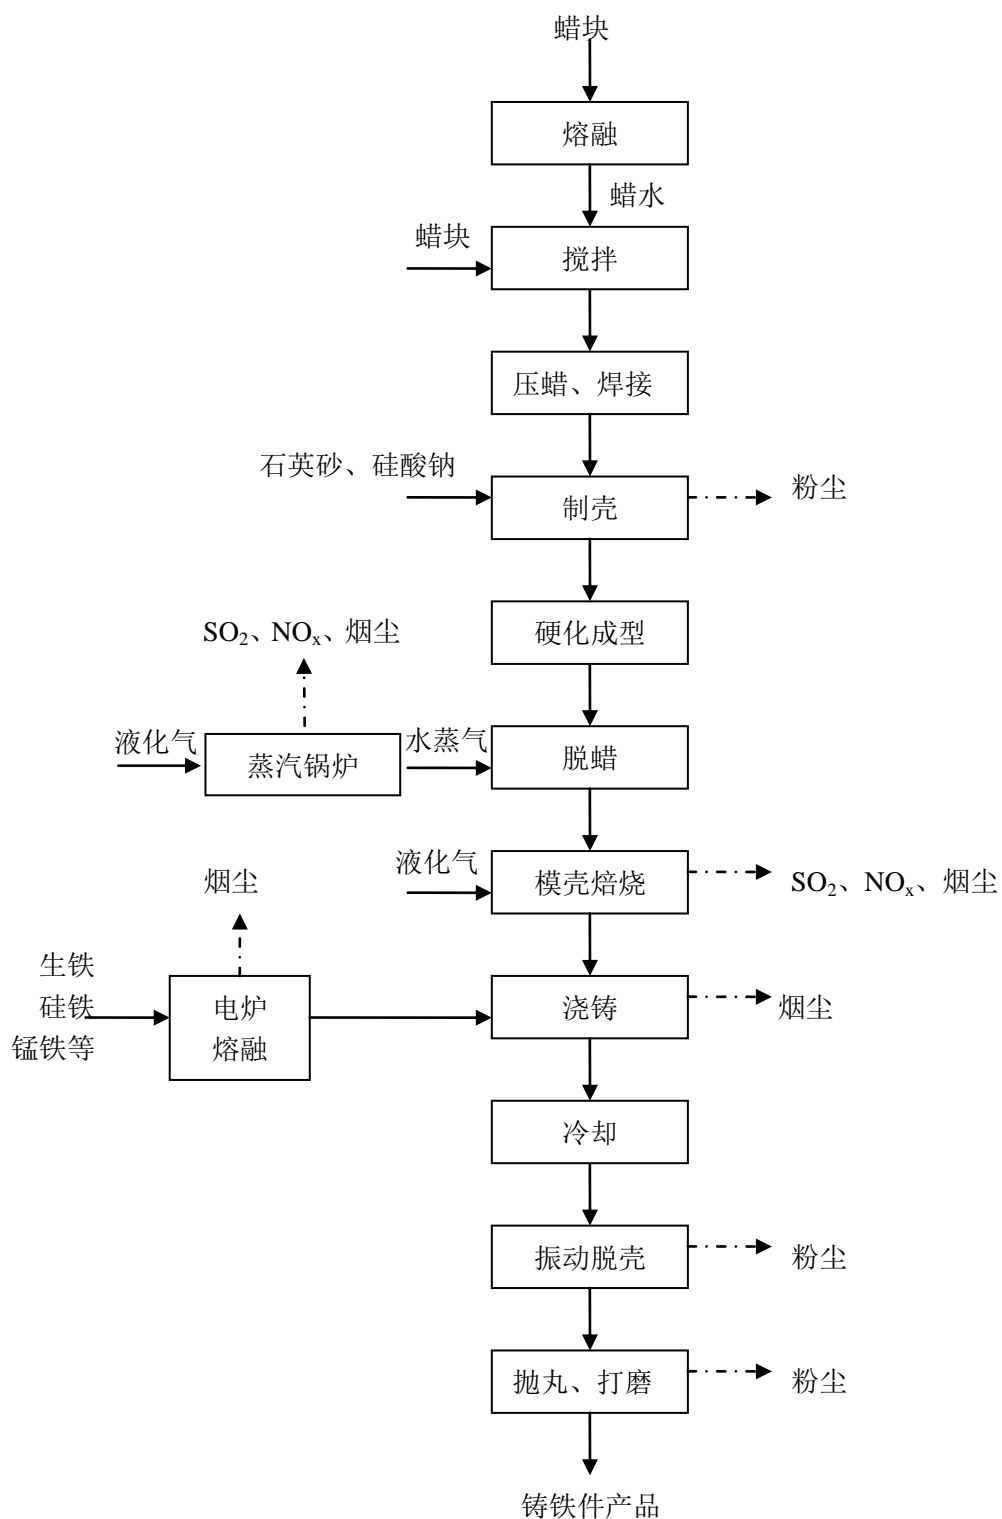 蜡块
熔融
蜡水
蜡块
搅拌
压蜡、焊接
石英砂、硅酸钠
制壳
粉尘
硬化成型
SO₂、NOₓ、烟尘
液化气
蒸汽锅炉
水蒸气
脱蜡
液化气
模壳焙烧
SO₂、NOₓ、烟尘
烟尘
生铁
硅铁
锰铁等
电炉
熔融
浇铸
烟尘
冷却
振动脱壳
粉尘
抛丸、打磨
粉尘
铸铁件产品